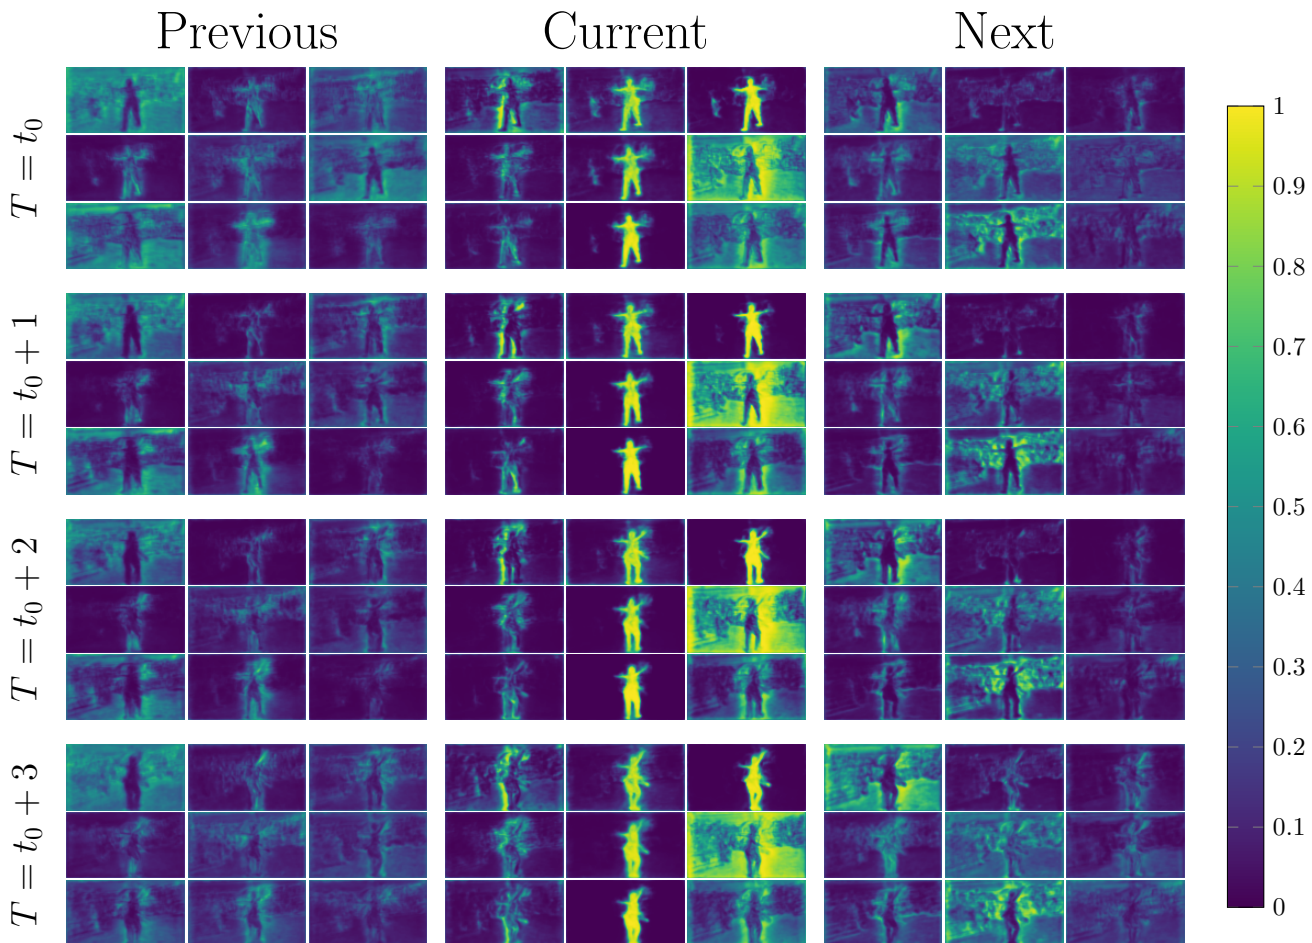 Previous Current Next
T = t₀
T = t₀ + 1
T = t₀ + 2
T = t₀ + 3
1
0.9
0.8
0.7
0.6
0.5
0.4
0.3
0.2
0.1
0